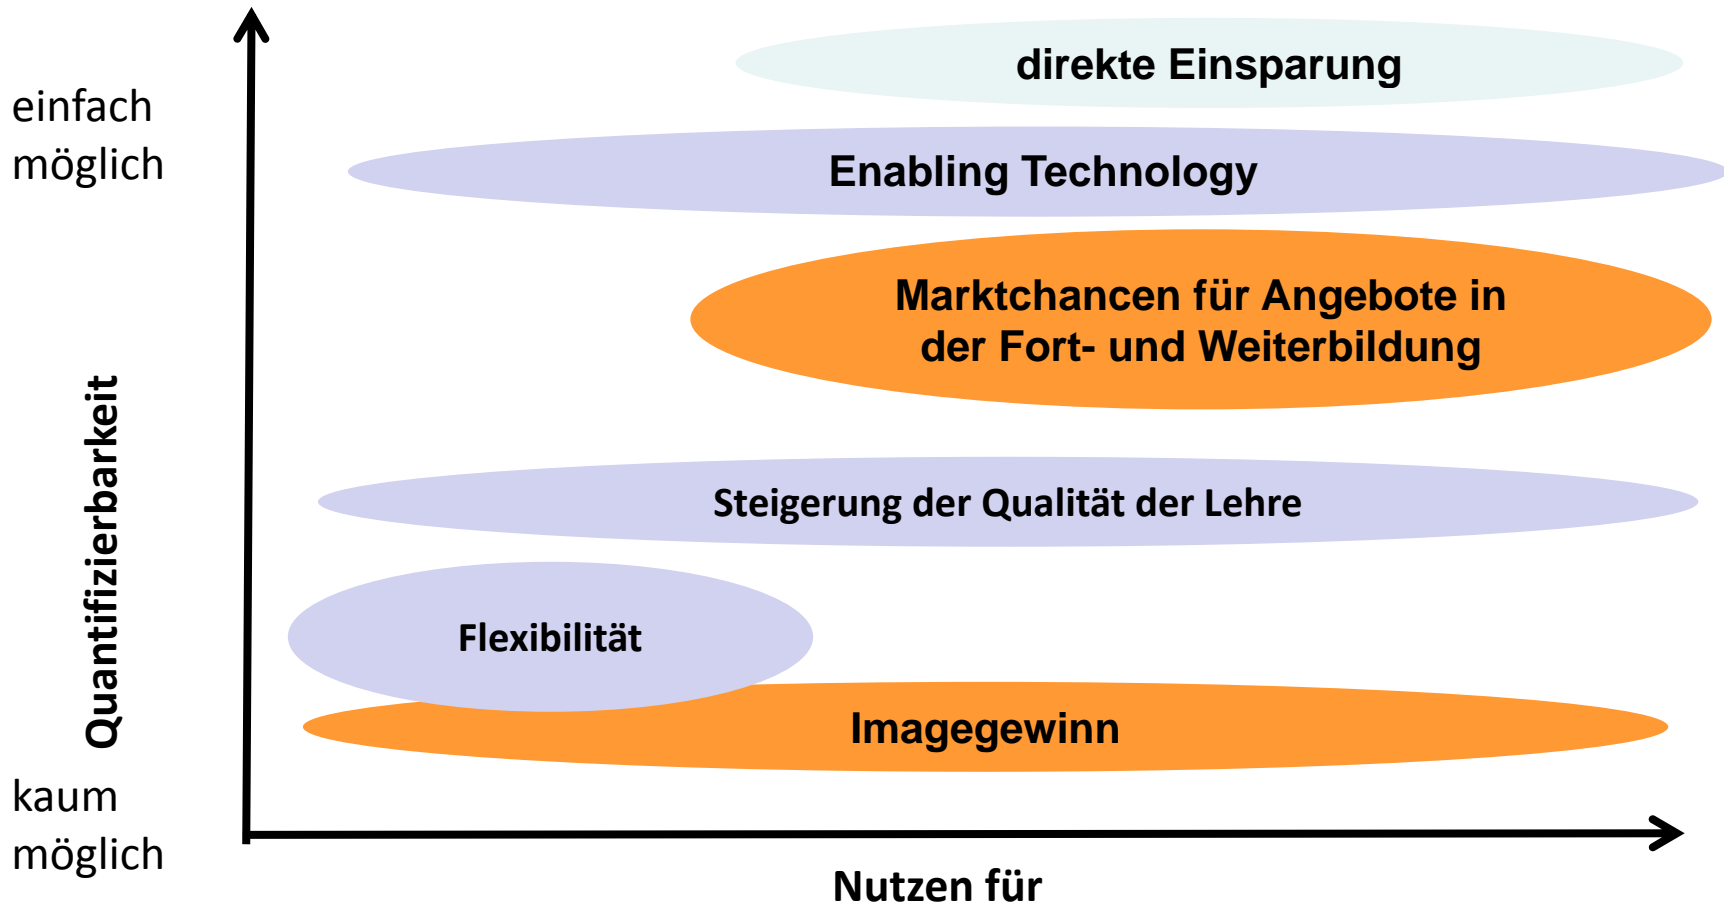 direkte Einsparung
einfach
möglich
Enabling Technology
Marktchancen für Angebote in
der Fort- und Weiterbildung
Quantifizierbarkeit
Steigerung der Qualität der Lehre
Flexibilität
Imagegewinn
kaum
möglich
Nutzen für